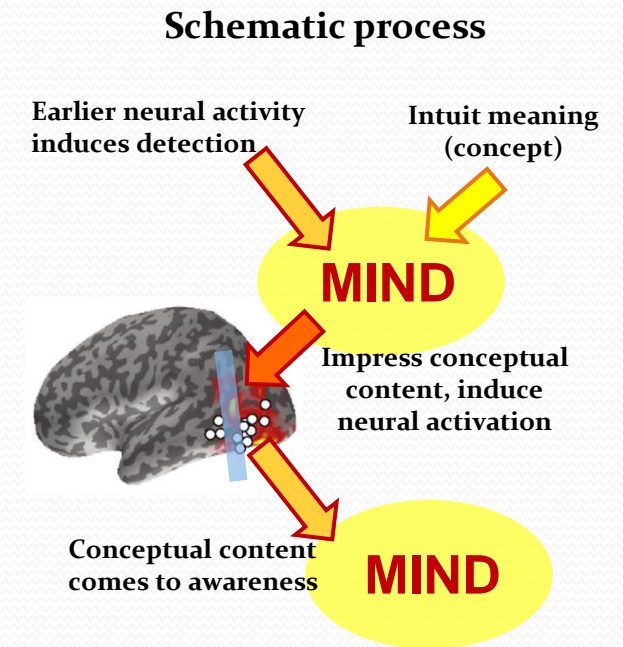 Schematic process
Earlier neural activity
induces detection
Intuit meaning
(concept)
MIND
Impress conceptual
content, induce
neural activation
Conceptual content
comes to awareness
MIND